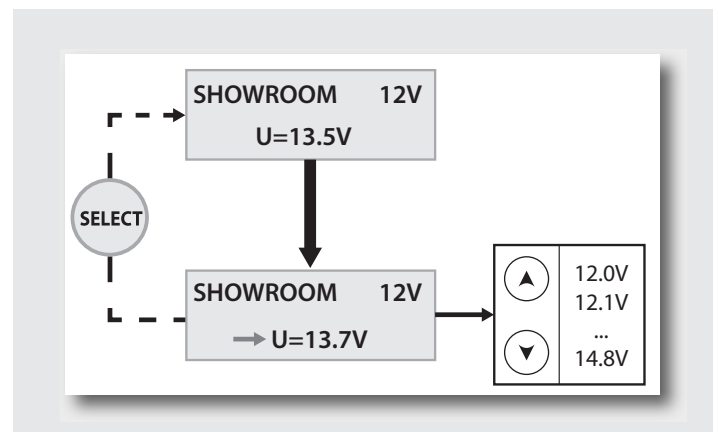 SHOWROOM 12V
U=13.5V
SELECT
SHOWROOM 12V
U=13.7V
12.0V
12.1V
...
14.8V